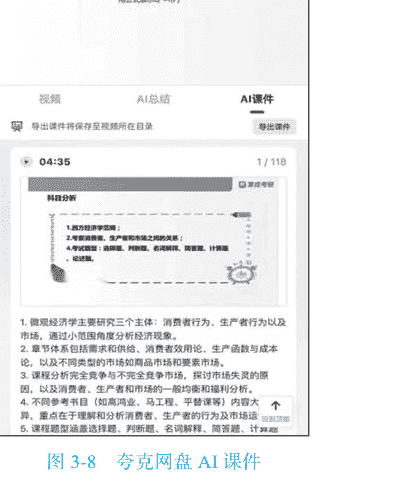 视频 AI总结 AI课件
导出课件将保存至视频所在目录 导出课件
04:35 1 / 118
科目分析
1.西方经济学范畴；
2.考察消费者、生产者和市场之间的关系；
4.考试题型：选择题、判断题、名词解释、简答题、计算题
、论述题。
1. 微观经济学主要研究三个主体：消费者行为、生产者行为以及
市场，通过小范围角度分析经济现象。
2. 章节体系包括需求和供给、消费者效用论、生产函数与成本
论，以及不同类型的市场如商品市场和要素市场。
3. 课程分析完全竞争与不完全竞争市场，探讨市场失灵的原
因，以及消费者、生产者和市场的一般均衡和福利分析。
4. 不同参考书目（如高鸿业、马工程、平替课等）内容大
异，重点在于理解和分析消费者、生产者的行为及市场运
回到顶部
5. 课程题型涵盖选择题、判断题、名词解释、简答题、计算题
图 3-8 夸克网盘 AI 课件